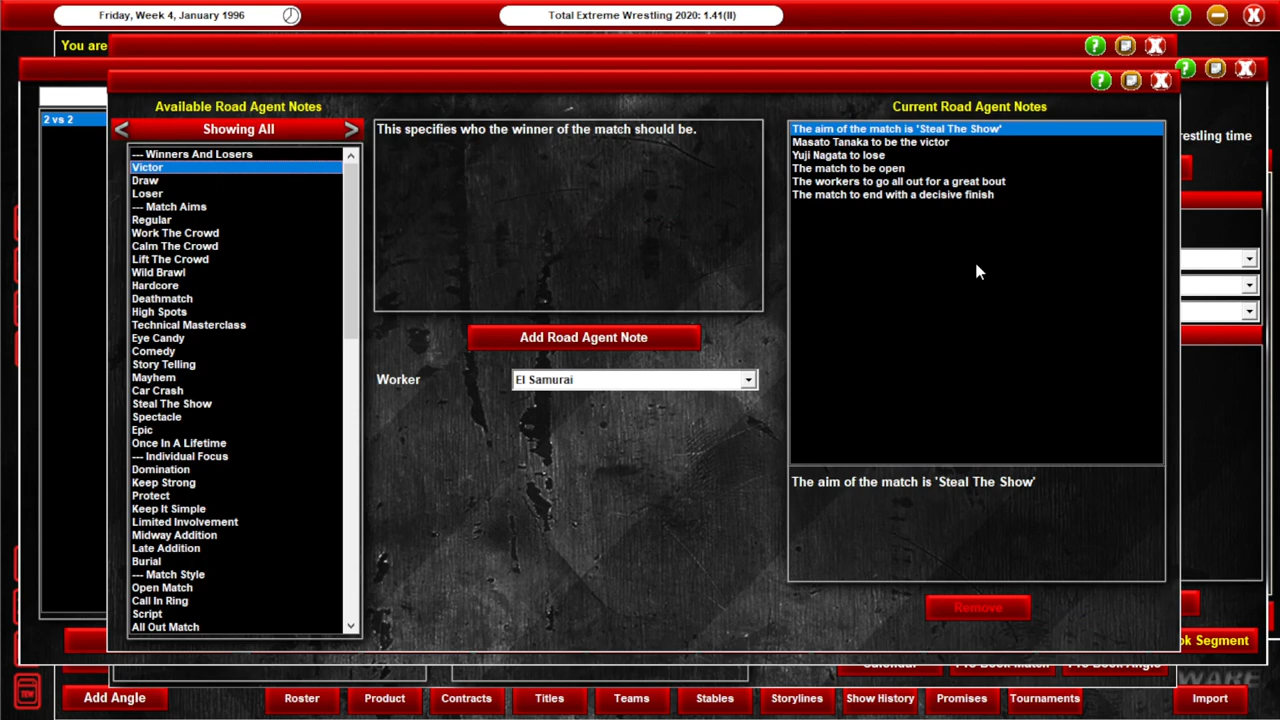 Friday, Week 4, January 1996
Total Extreme Wrestling 2020: 1.41(II)
You are
Available Road Agent Notes
Showing All
--- Winners And Losers
Victor
Draw
Loser
--- Match Aims
Regular
Work The Crowd
Calm The Crowd
Lift The Crowd
Wild Brawl
Hardcore
Deathmatch
High Spots
Technical Masterclass
Eye Candy
Comedy
Story Telling
Mayhem
Car Crash
Steal The Show
Spectacle
Epic
Once In A Lifetime
--- Individual Focus
Domination
Keep Strong
Protect
Keep It Simple
Limited Involvement
Midway Addition
Late Addition
Burial
--- Match Style
Open Match
Call In Ring
Script
All Out Match
2 vs 2
This specifies who the winner of the match should be.
Add Road Agent Note
Worker
El Samurai
Current Road Agent Notes
The aim of the match is 'Steal The Show'
Masato Tanaka to be the victor
Yuji Nagata to lose
The match to be open
The workers to go all out for a great bout
The match to end with a decisive finish
The aim of the match is 'Steal The Show'
Remove
restling time
ok Segment
Add Angle
Roster
Product
Contracts
Titles
Teams
Stables
Storylines
Show History
Promises
Tournaments
Import